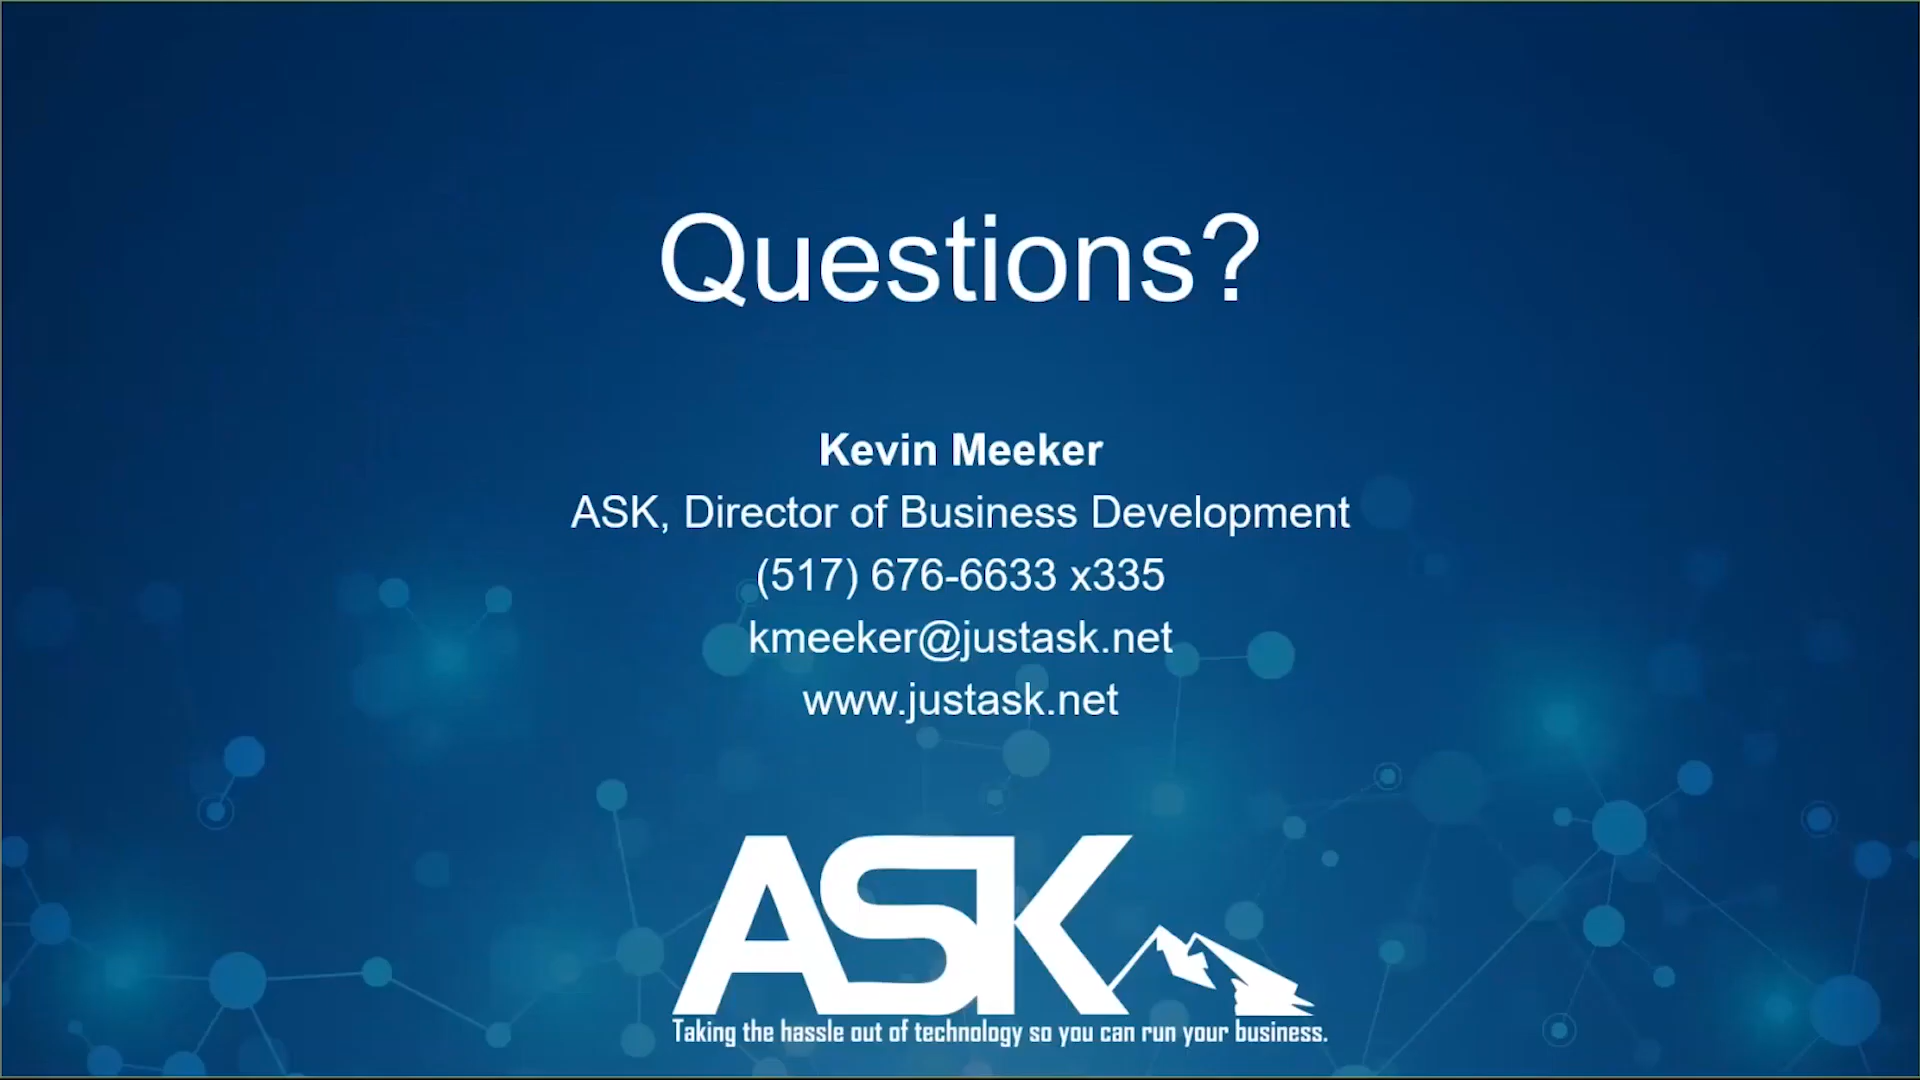 Questions?
Kevin Meeker
ASK, Director of Business Development
(517) 676-6633 x335
kmeeker@justask.net
www.justask.net
ASK
Taking the hassle out of technology so you can run your business.